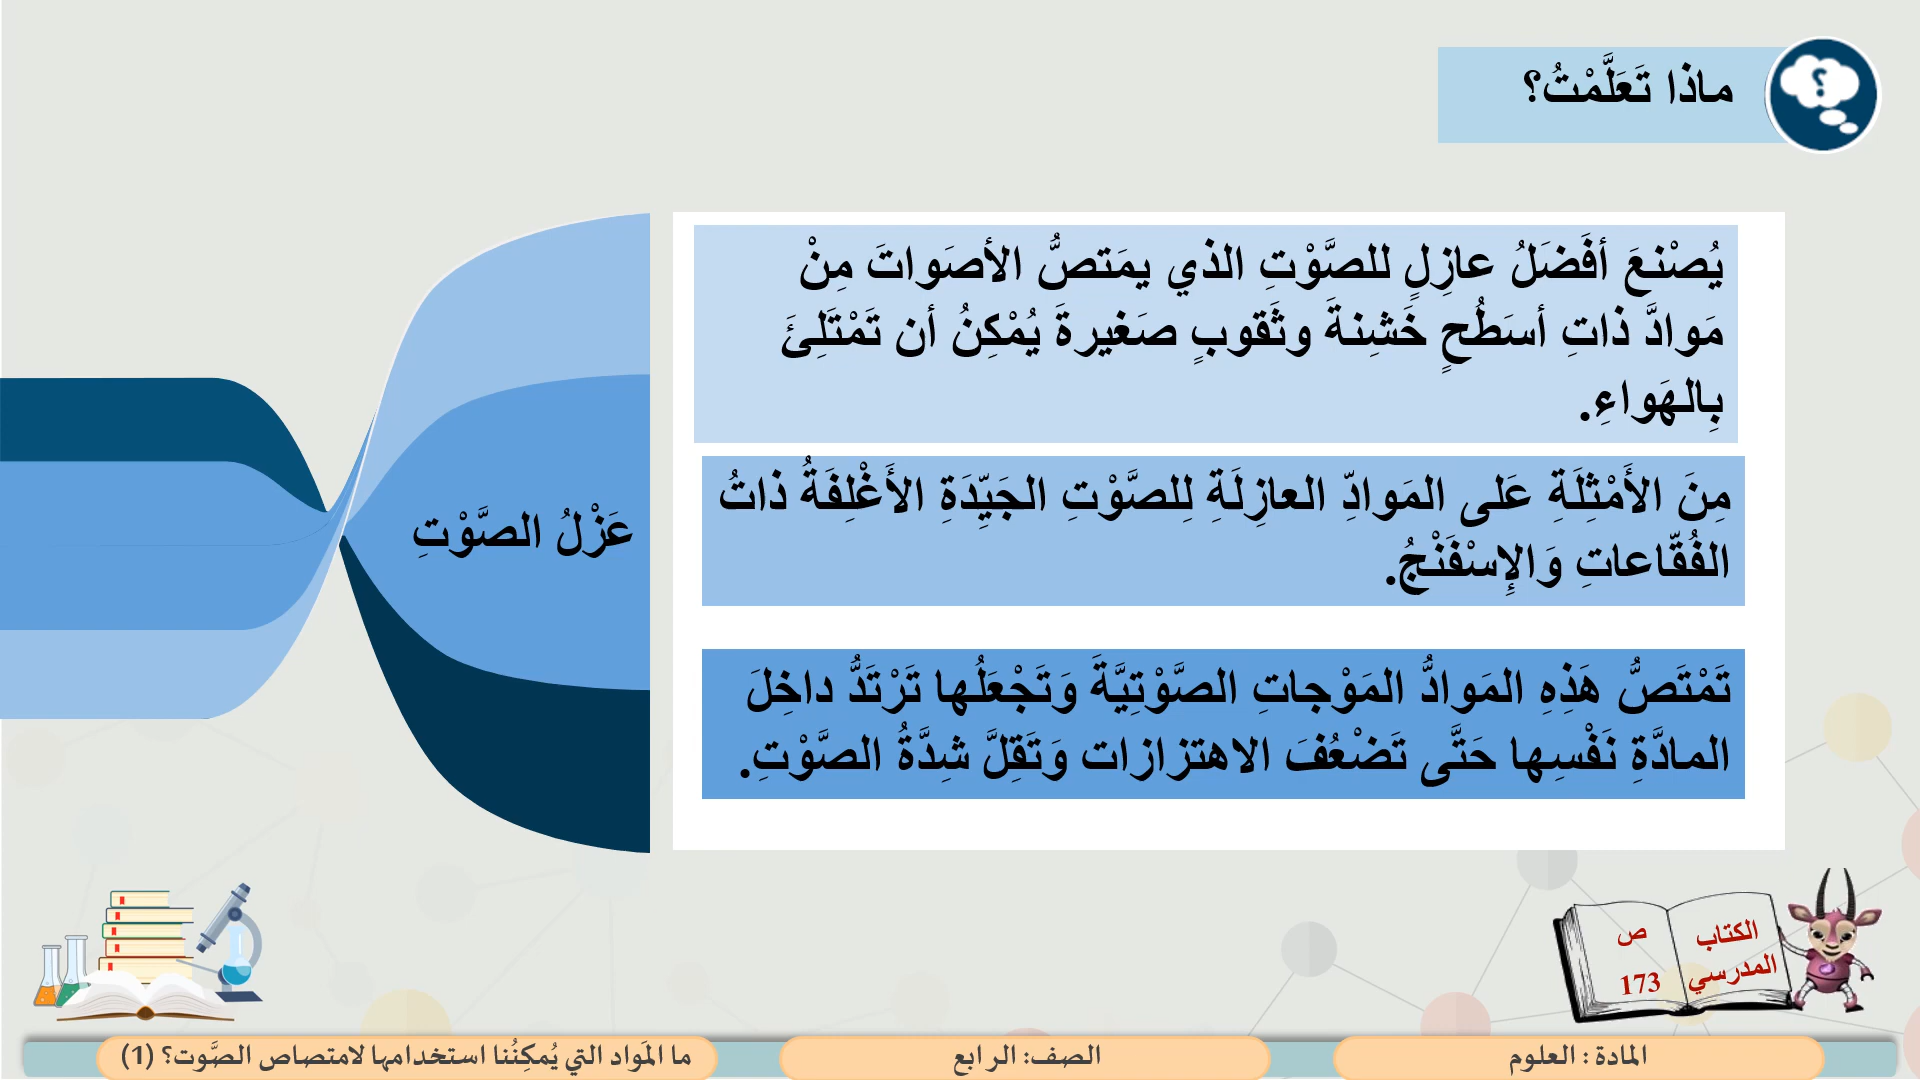 ماذا تَعَلَّمْتُ؟
يُصْنعَ أفَضَلُ عازِلٍ للصَّوْتِ الذي يمَتصُّ الأصَواتَ مِنْ
مَوادَّ ذاتِ أسَطُحٍ خَشِنةَ وثَقوبٍ صَغيرةَ يُمْكِنُ أن تَمْتَلِئَ
بِالهَواءِ.
مِنَ الأَمْثِلَةِ عَلى المَوادِّ العازِلَةِ لِلصَّوْتِ الجَيِّدَةِ الأَغْلِفَةُ ذاتُ
الفُقّاعاتِ وَالإِسْفَنْجُ.
تَمْتَصُّ هَذِهِ المَوادُّ المَوْجاتِ الصَّوْتِيَّةَ وَتَجْعَلُها تَرْتَدُّ داخِلَ
المادَّةِ نَفْسِها حَتَّى تَضْعُفَ الاهتزازات وَتَقِلَّ شِدَّةُ الصَّوْتِ.
عَزْلُ الصَّوْتِ
الكتاب
المدرسي
ص
173
المادة : العلوم
الصف: الرابع
ما المَواد التي يُمكِنُنا استخدامها لامتصاص الصَّوت؟ (1)